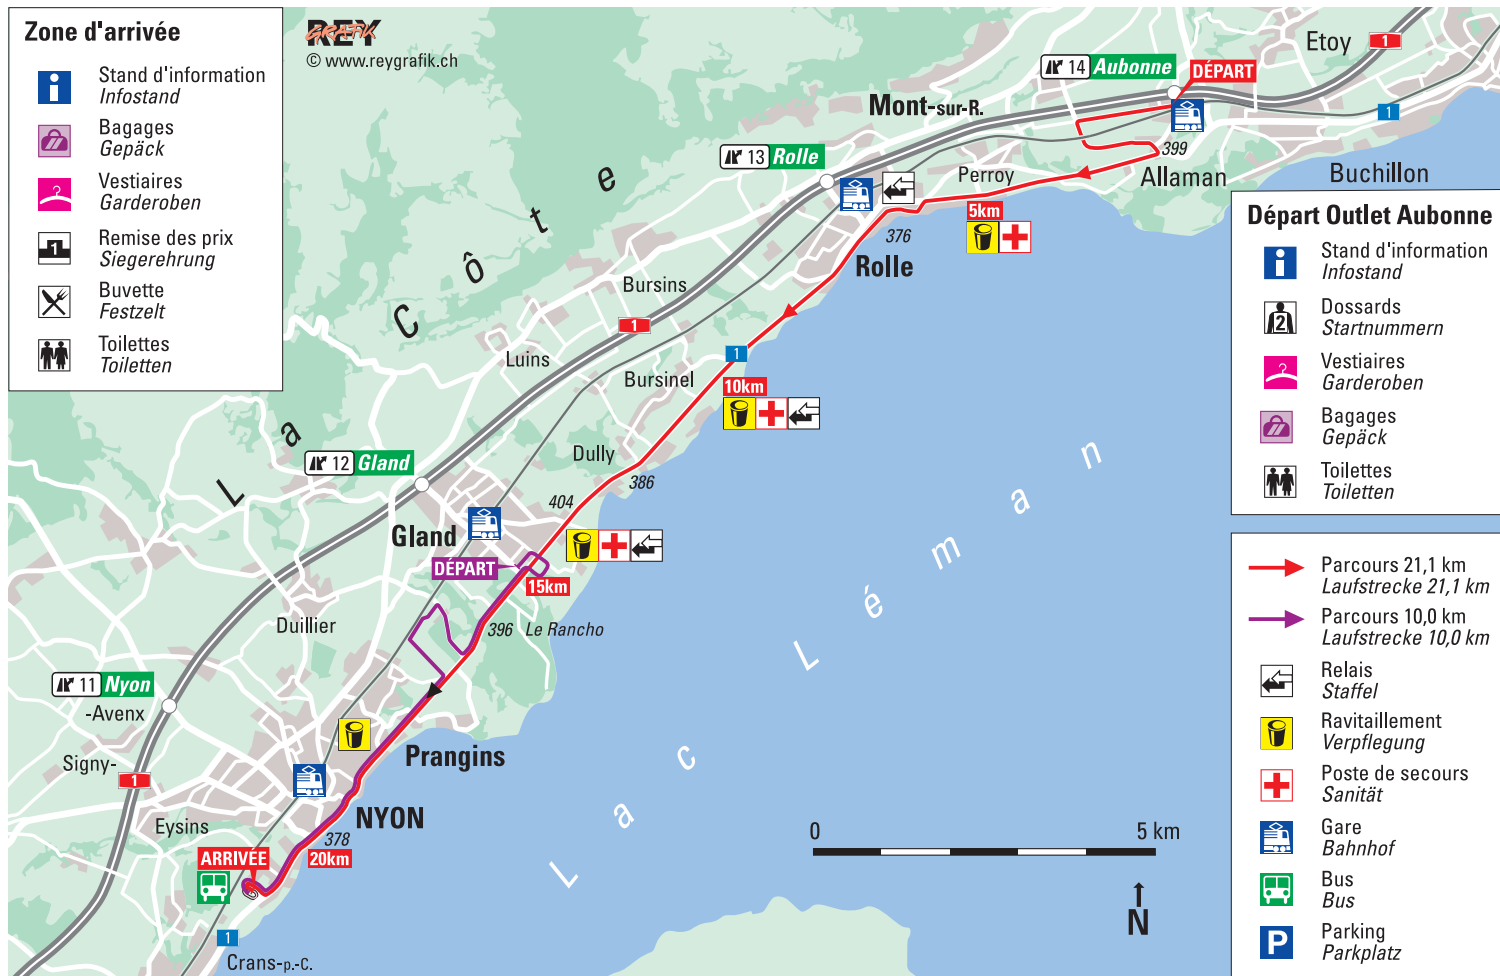 Zone d'arrivée
Stand d'information
Infostand
Bagages
Gepäck
Vestiaires
Garderoben
Remise des prix
Siegerehrung
Buvette
Festzelt
Toilettes
Toiletten
REY
GRAFIK
© www.reygrafik.ch
Etoy
1
14 Aubonne
DÉPART
Mont-sur-R.
1
399
13 Rolle
Perroy
Allaman
Buchillon
5km
376
Rolle
Départ Outlet Aubonne
Stand d'information
Infostand
2
Dossards
Startnummern
Vestiaires
Garderoben
Bagages
Gepäck
Toilettes
Toiletten
La Côte
Bursins
1
Luins
1
Bursinel
10km
Dully
386
12 Gland
404
Gland
DÉPART
15km
396
Le Rancho
Duillier
11 Nyon
-Avenx
Signy-
1
Prangins
NYON
Eysins
378
20km
ARRIVÉE
1
Crans-p.-C.
Lac Léman
0
5 km
N
Parcours 21,1 km
Laufstrecke 21,1 km
Parcours 10,0 km
Laufstrecke 10,0 km
Relais
Staffel
Ravitaillement
Verpflegung
Poste de secours
Sanität
Gare
Bahnhof
Bus
Bus
P
Parking
Parkplatz